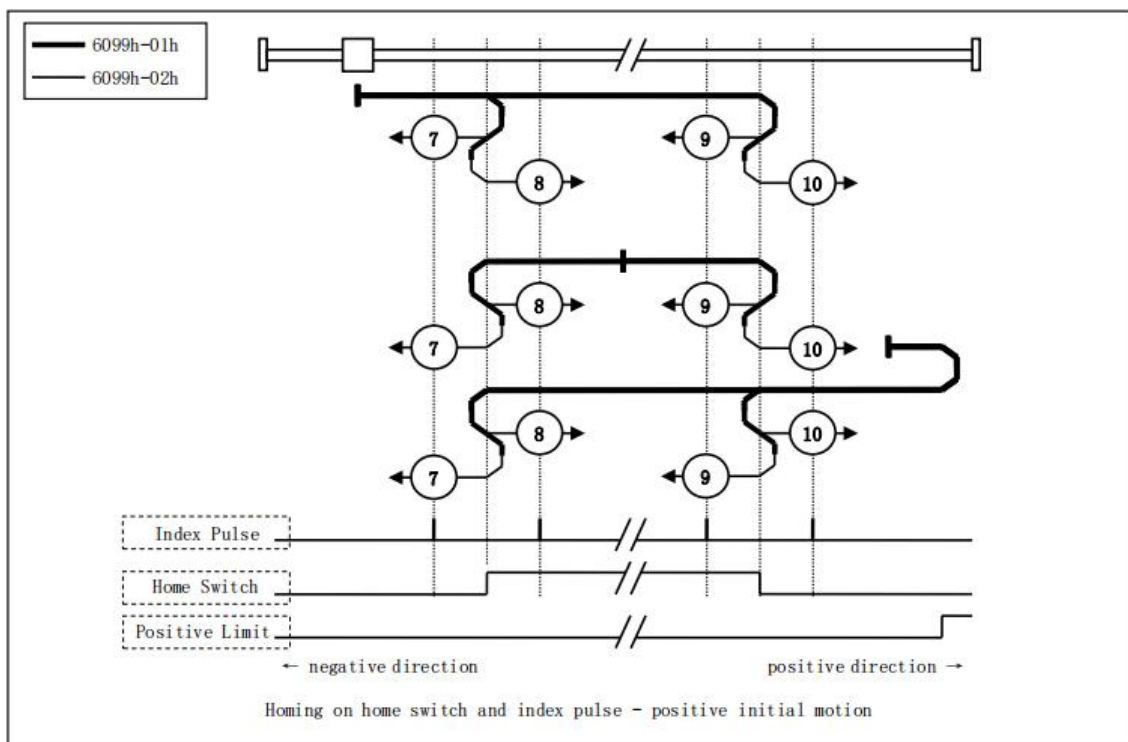 6099h-01h
6099h-02h
7
9
8
10
8
9
7
10
8
10
7
9
Index Pulse
Home Switch
Positive Limit
← negative direction
positive direction →
Homing on home switch and index pulse - positive initial motion